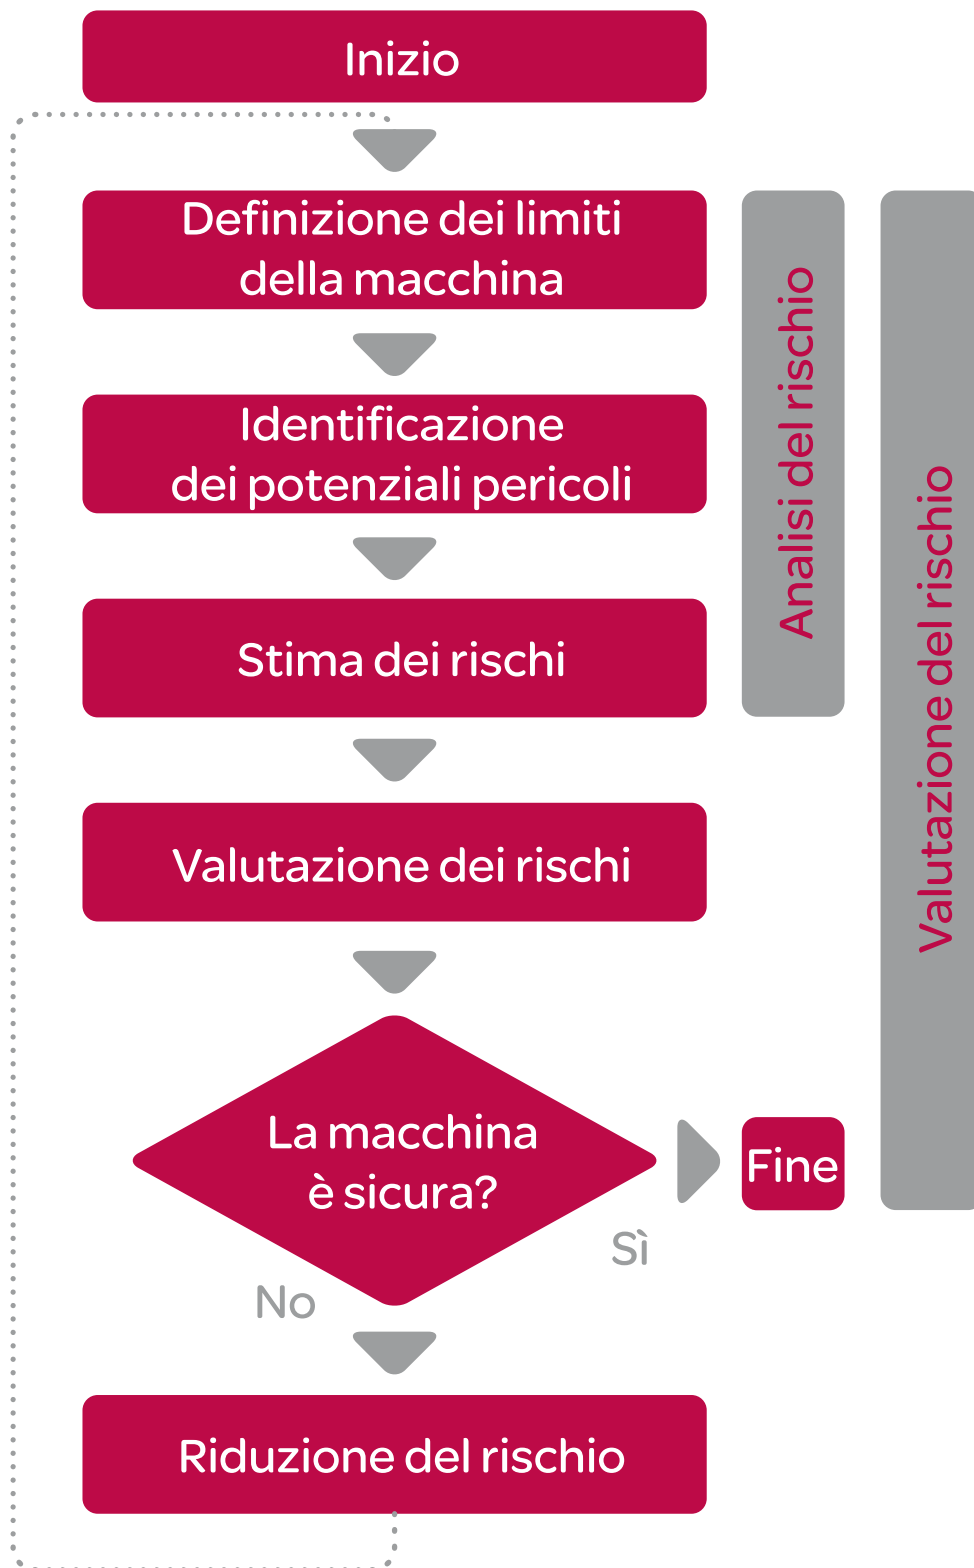 Inizio
Definizione dei limiti
della macchina
Identificazione
dei potenziali pericoli
Stima dei rischi
Analisi del rischio
Valutazione dei rischi
Valutazione del rischio
La macchina
è sicura?
Fine
Sì
No
Riduzione del rischio